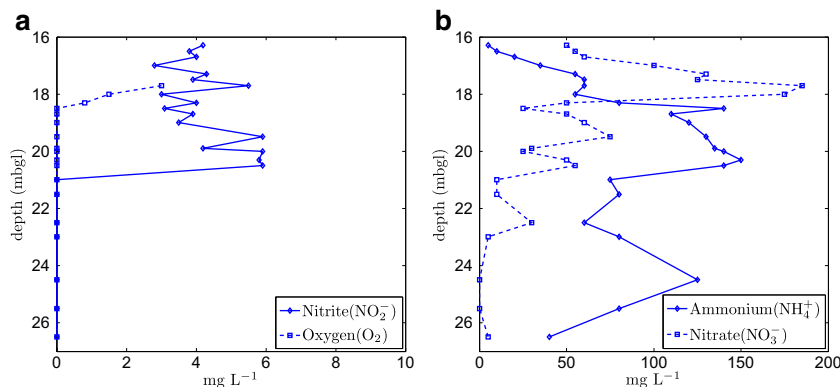 a
16
18
20
22
24
26
depth (mbgl)
0
2
4
6
8
10
mg L⁻¹
Nitrite(NO₂⁻)
Oxygen(O₂)
b
16
18
20
22
24
26
depth (mbgl)
0
50
100
150
200
mg L⁻¹
Ammonium(NH₄⁺)
Nitrate(NO₃⁻)